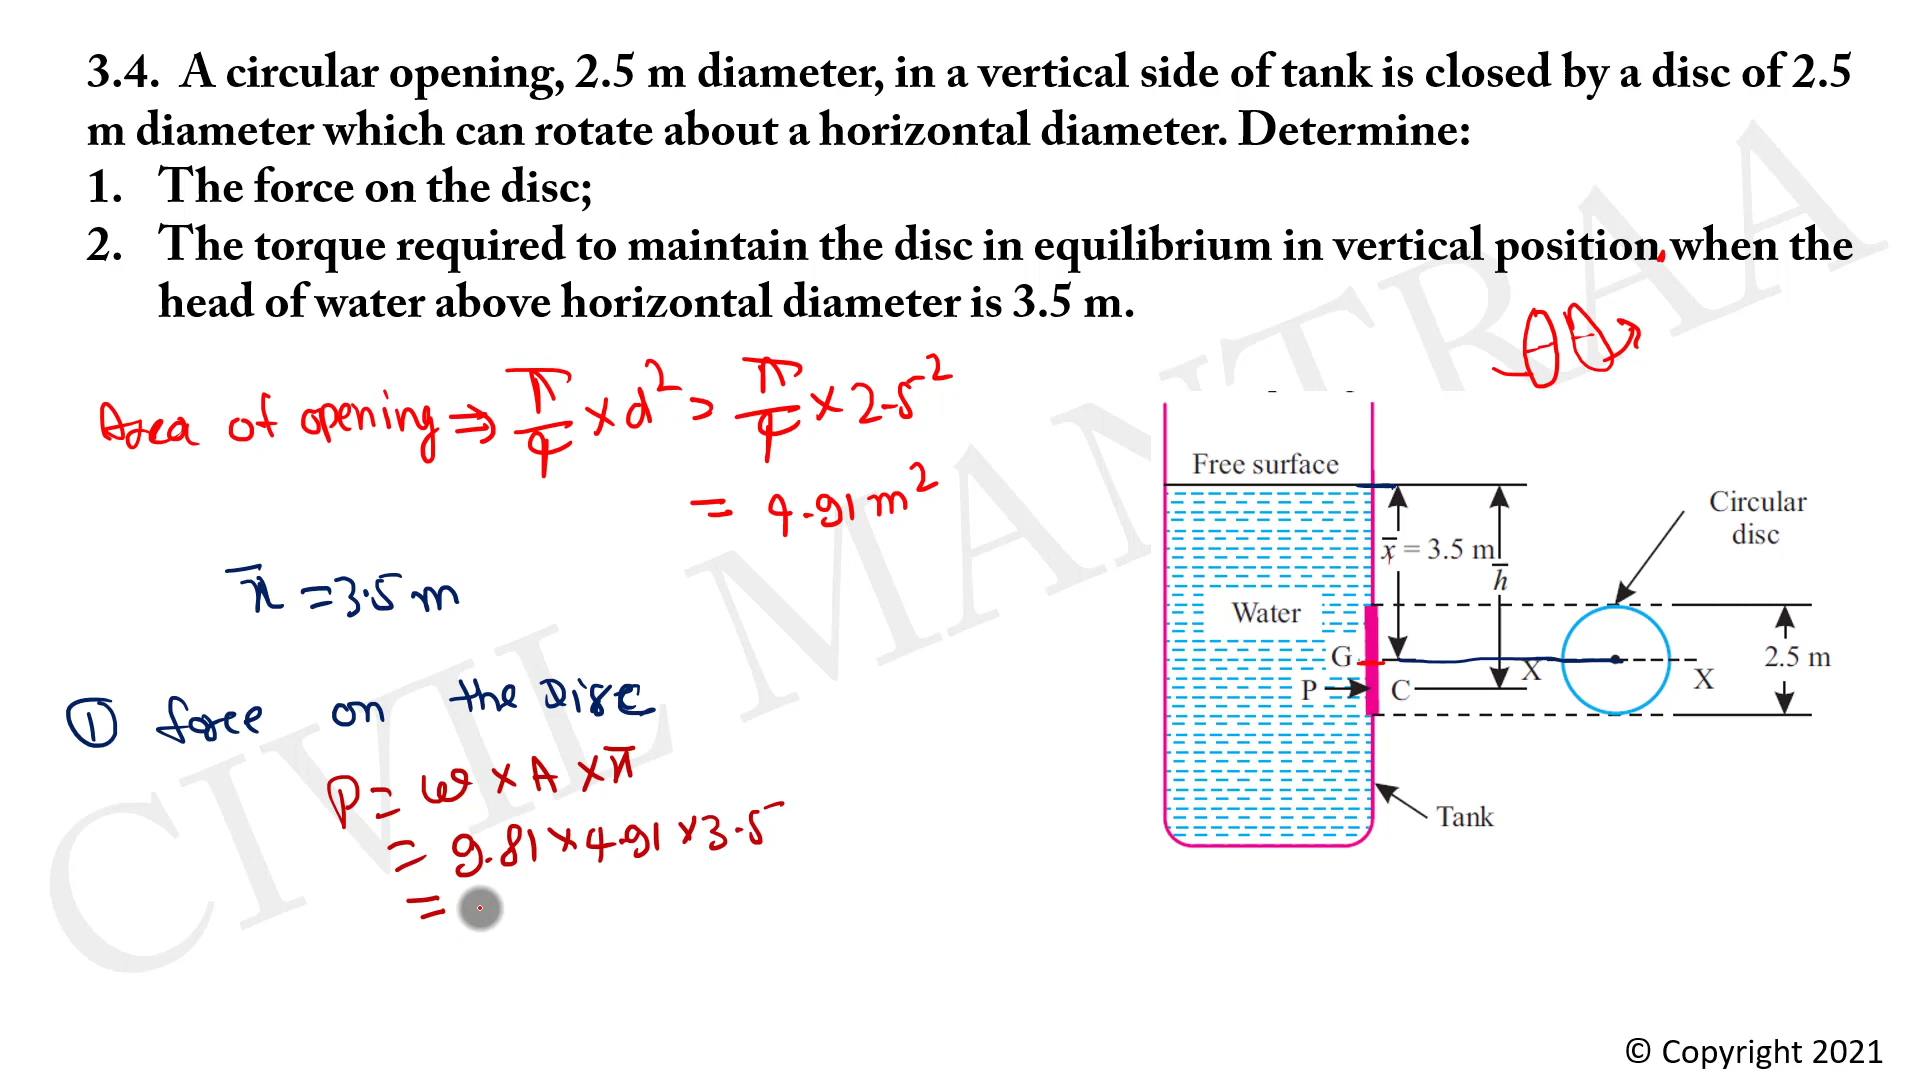 3.4. A circular opening, 2.5 m diameter, in a vertical side of tank is closed by a disc of 2.5
m diameter which can rotate about a horizontal diameter. Determine:
1. The force on the disc;
2. The torque required to maintain the disc in equilibrium in vertical position when the
head of water above horizontal diameter is 3.5 m.
Area of opening ⇒ π/4 × d² = π/4 × 2.5²
= 4.91 m²
x̄ = 3.5 m
① force on the Disc
P = w × A × x̄
= 9.81 × 4.91 × 3.5
=
Free surface
Circular
disc
x̄ = 3.5 m
h̄
Water
G
X
X
2.5 m
P
C
Tank
CIVIL MANTRAA
© Copyright 2021